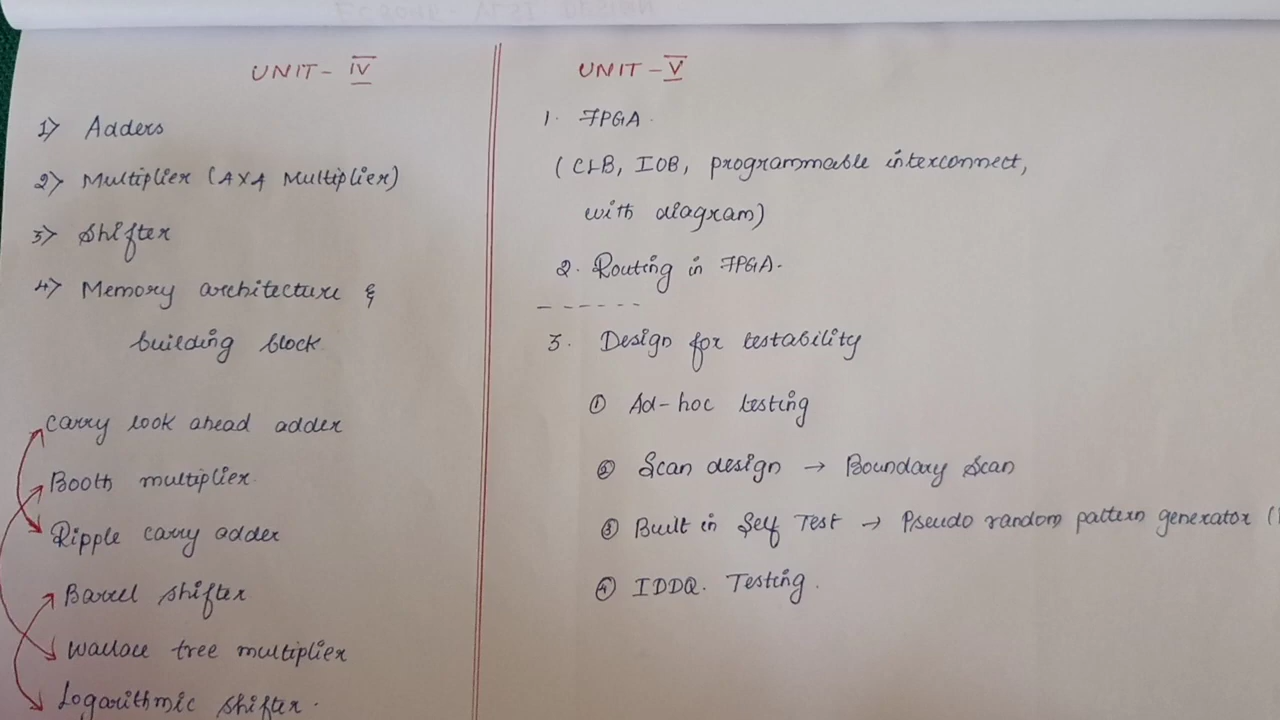 UNIT - IV
1> Adders
2> Multiplier (4x4 Multiplier)
3> Shifter
4> Memory architecture &
building block
Carry look ahead adder
Booth multiplier.
Ripple carry adder
Barrel shifter
Wallace tree multiplier
Logarithmic shifter.
UNIT - V
1. FPGA.
(CLB, IOB, programmable interconnect,
with diagram)
2. Routing in FPGA.
3. Design for testability
① Ad-hoc testing
② Scan design → Boundary Scan
③ Built in Self Test → Pseudo random pattern generator (
④ IDDQ. Testing.